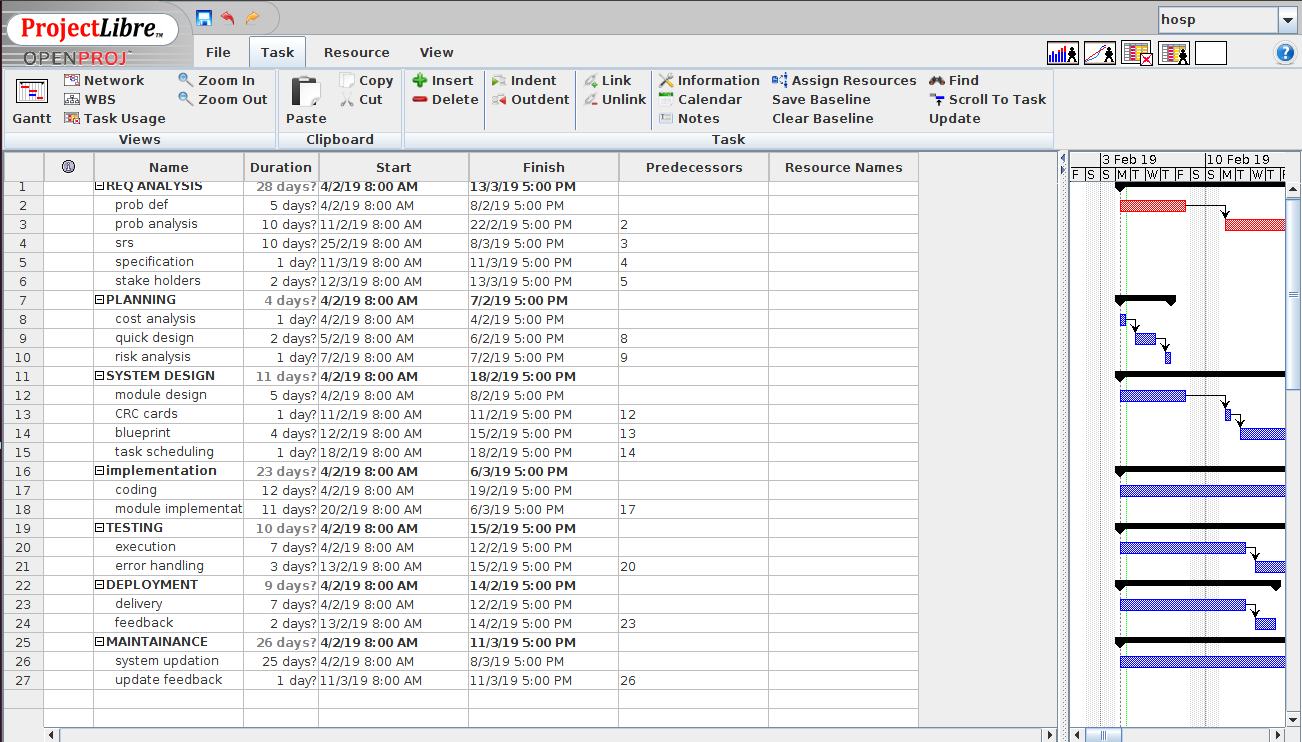 ProjectLibre™
OPENPROJ
hosp
File Task Resource View
Gantt
Network
WBS
Task Usage
Zoom In
Zoom Out
Views
Paste
Copy
Cut
Clipboard
Insert
Delete
Indent
Outdent
Link
Unlink
Information
Calendar
Notes
Assign Resources
Save Baseline
Clear Baseline
Find
Scroll To Task
Update
Task
Name Duration Start Finish Predecessors Resource Names
1 REQ ANALYSIS 28 days? 4/2/19 8:00 AM 13/3/19 5:00 PM
2 prob def 5 days? 4/2/19 8:00 AM 8/2/19 5:00 PM
3 prob analysis 10 days? 11/2/19 8:00 AM 22/2/19 5:00 PM 2
4 srs 10 days? 25/2/19 8:00 AM 8/3/19 5:00 PM 3
5 specification 1 day? 11/3/19 8:00 AM 11/3/19 5:00 PM 4
6 stake holders 2 days? 12/3/19 8:00 AM 13/3/19 5:00 PM 5
7 PLANNING 4 days? 4/2/19 8:00 AM 7/2/19 5:00 PM
8 cost analysis 1 day? 4/2/19 8:00 AM 4/2/19 5:00 PM
9 quick design 2 days? 5/2/19 8:00 AM 6/2/19 5:00 PM 8
10 risk analysis 1 day? 7/2/19 8:00 AM 7/2/19 5:00 PM 9
11 SYSTEM DESIGN 11 days? 4/2/19 8:00 AM 18/2/19 5:00 PM
12 module design 5 days? 4/2/19 8:00 AM 8/2/19 5:00 PM
13 CRC cards 1 day? 11/2/19 8:00 AM 11/2/19 5:00 PM 12
14 blueprint 4 days? 12/2/19 8:00 AM 15/2/19 5:00 PM 13
15 task scheduling 1 day? 18/2/19 8:00 AM 18/2/19 5:00 PM 14
16 implementation 23 days? 4/2/19 8:00 AM 6/3/19 5:00 PM
17 coding 12 days? 4/2/19 8:00 AM 19/2/19 5:00 PM
18 module implementat 11 days? 20/2/19 8:00 AM 6/3/19 5:00 PM 17
19 TESTING 10 days? 4/2/19 8:00 AM 15/2/19 5:00 PM
20 execution 7 days? 4/2/19 8:00 AM 12/2/19 5:00 PM
21 error handling 3 days? 13/2/19 8:00 AM 15/2/19 5:00 PM 20
22 DEPLOYMENT 9 days? 4/2/19 8:00 AM 14/2/19 5:00 PM
23 delivery 7 days? 4/2/19 8:00 AM 12/2/19 5:00 PM
24 feedback 2 days? 13/2/19 8:00 AM 14/2/19 5:00 PM 23
25 MAINTAINANCE 26 days? 4/2/19 8:00 AM 11/3/19 5:00 PM
26 system updation 25 days? 4/2/19 8:00 AM 8/3/19 5:00 PM
27 update feedback 1 day? 11/3/19 8:00 AM 11/3/19 5:00 PM 26
3 Feb 19 10 Feb 19
F S S M T W T F S S M T W T F